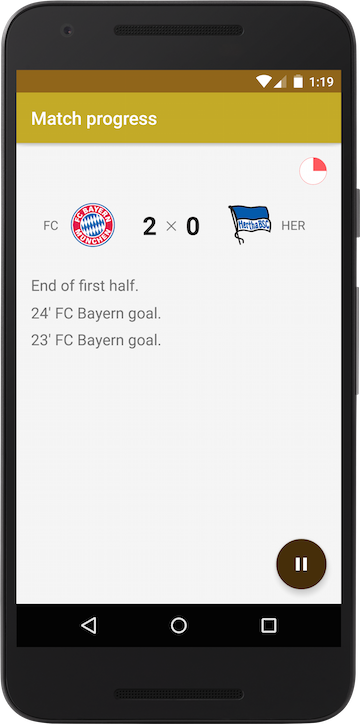 1:19
Match progress
FC
FC BAYERN
MÜNCHEN
2 × 0
Hertha BSC
HER
End of first half.
24' FC Bayern goal.
23' FC Bayern goal.